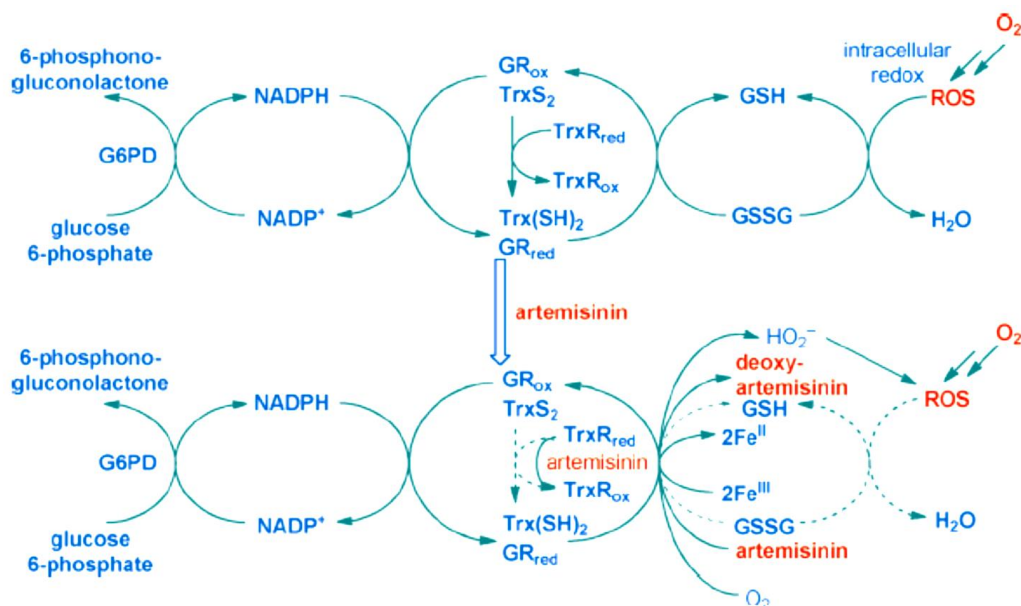 O₂
6-phosphono-
gluconolactone
intracellular
redox
GRox
NADPH
TrxS₂
GSH
ROS
G6PD
TrxRred
TrxRox
glucose
6-phosphate
NADP⁺
Trx(SH)₂
GRred
GSSG
H₂O
artemisinin
6-phosphono-
gluconolactone
HO₂⁻
O₂
deoxy-
artemisinin
GRox
NADPH
TrxS₂
GSH
ROS
TrxRred
2Feᴵᴵ
G6PD
artemisinin
TrxRox
2Feᴵᴵᴵ
glucose
6-phosphate
NADP⁺
Trx(SH)₂
GRred
GSSG
H₂O
artemisinin
O₂